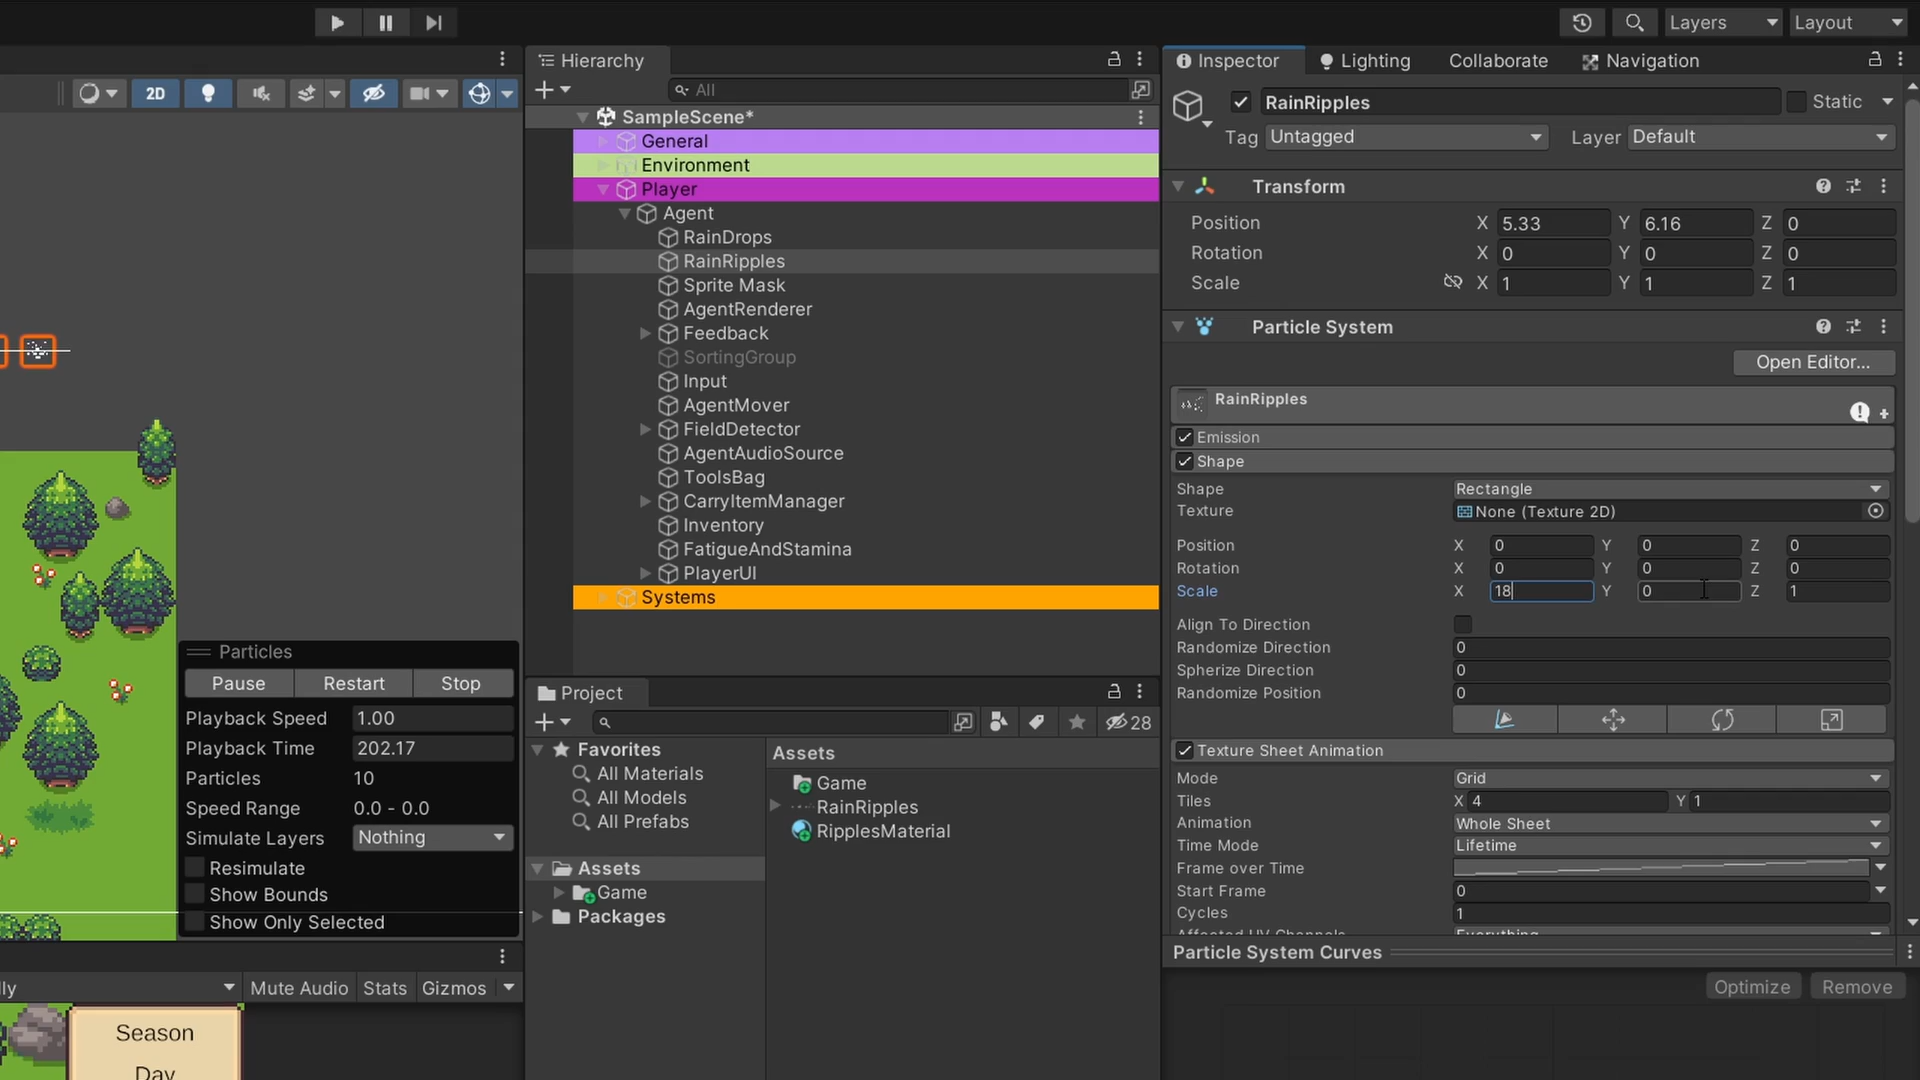 Layers
Layout
2D
Hierarchy
All
SampleScene*
General
Environment
Player
Agent
RainDrops
RainRipples
Sprite Mask
AgentRenderer
Feedback
SortingGroup
Input
AgentMover
FieldDetector
AgentAudioSource
ToolsBag
CarryItemManager
Inventory
FatigueAndStamina
PlayerUI
Systems
Particles
Pause Restart Stop
Playback Speed 1.00
Playback Time 202.17
Particles 10
Speed Range 0.0 - 0.0
Simulate Layers Nothing
Resimulate
Show Bounds
Show Only Selected
lly Mute Audio Stats Gizmos
Season
Day
Project
28
Favorites
All Materials
All Models
All Prefabs
Assets
Game
Packages
Assets
Game
RainRipples
RipplesMaterial
Inspector Lighting Collaborate Navigation
RainRipples Static
Tag Untagged Layer Default
Transform
Position X 5.33 Y 6.16 Z 0
Rotation X 0 Y 0 Z 0
Scale X 1 Y 1 Z 1
Particle System
Open Editor...
RainRipples
Emission
Shape
Shape Rectangle
Texture None (Texture 2D)
Position X 0 Y 0 Z 0
Rotation X 0 Y 0 Z 0
Scale X 18 Y 0 Z 1
Align To Direction
Randomize Direction 0
Spherize Direction 0
Randomize Position 0
Texture Sheet Animation
Mode Grid
Tiles X 4 Y 1
Animation Whole Sheet
Time Mode Lifetime
Frame over Time
Start Frame 0
Cycles 1
Affected UV Channels Everything
Particle System Curves
Optimize Remove